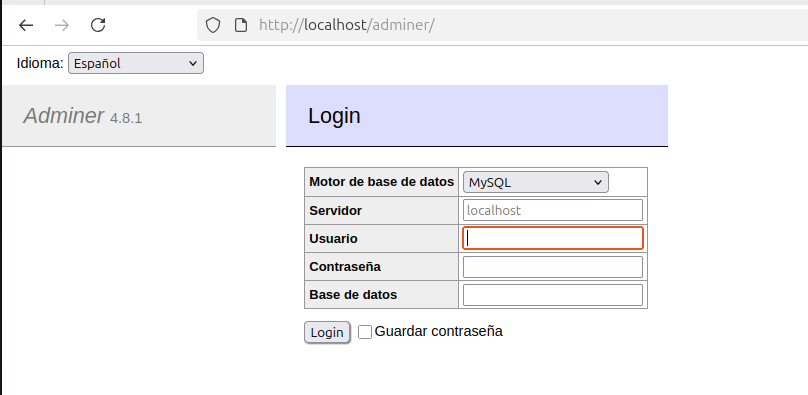 http://localhost/adminer/
Idioma: Español
Adminer 4.8.1
Login
Motor de base de datos MySQL
Servidor localhost
Usuario
Contraseña
Base de datos
Login Guardar contraseña